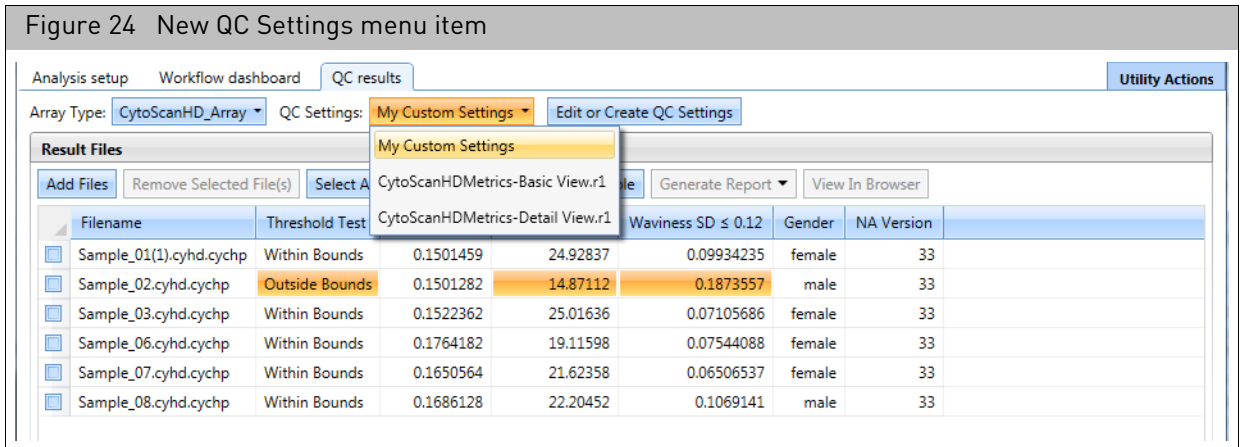 Figure 24 New QC Settings menu item
Analysis setup Workflow dashboard QC results Utility Actions
Array Type: CytoScanHD_Array QC Settings: My Custom Settings Edit or Create QC Settings
Result Files
My Custom Settings
CytoScanHDMetrics-Basic View.r1
CytoScanHDMetrics-Detail View.r1
Add Files Remove Selected File(s) Select A le Generate Report View In Browser
Filename Threshold Test Waviness SD ≤ 0.12 Gender NA Version
Sample_01(1).cyhd.cychp Within Bounds 0.1501459 24.92837 0.09934235 female 33
Sample_02.cyhd.cychp Outside Bounds 0.1501282 14.87112 0.1873557 male 33
Sample_03.cyhd.cychp Within Bounds 0.1522362 25.01636 0.07105686 female 33
Sample_06.cyhd.cychp Within Bounds 0.1764182 19.11598 0.07544088 female 33
Sample_07.cyhd.cychp Within Bounds 0.1650564 21.62358 0.06506537 female 33
Sample_08.cyhd.cychp Within Bounds 0.1686128 22.20452 0.1069141 male 33